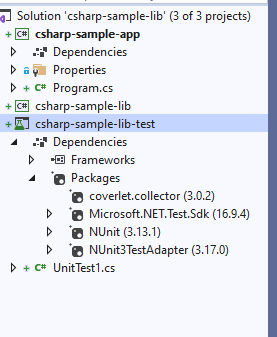 Solution 'csharp-sample-lib' (3 of 3 projects)
C# csharp-sample-app
Dependencies
Properties
C# Program.cs
C# csharp-sample-lib
csharp-sample-lib-test
Dependencies
Frameworks
Packages
coverlet.collector (3.0.2)
Microsoft.NET.Test.Sdk (16.9.4)
NUnit (3.13.1)
NUnit3TestAdapter (3.17.0)
C# UnitTest1.cs